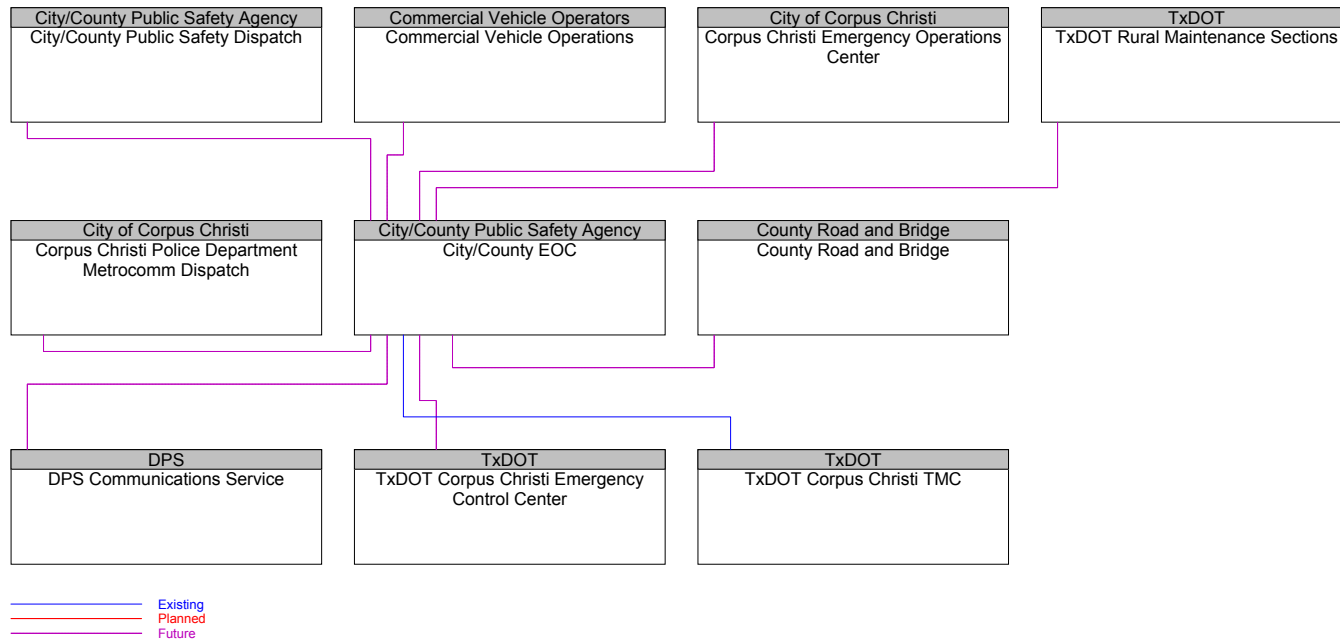 City/County Public Safety Agency
City/County Public Safety Dispatch
Commercial Vehicle Operators
Commercial Vehicle Operations
City of Corpus Christi
Corpus Christi Emergency Operations
Center
TxDOT
TxDOT Rural Maintenance Sections
City of Corpus Christi
Corpus Christi Police Department
Metrocomm Dispatch
City/County Public Safety Agency
City/County EOC
County Road and Bridge
County Road and Bridge
DPS
DPS Communications Service
TxDOT
TxDOT Corpus Christi Emergency
Control Center
TxDOT
TxDOT Corpus Christi TMC
Existing
Planned
Future